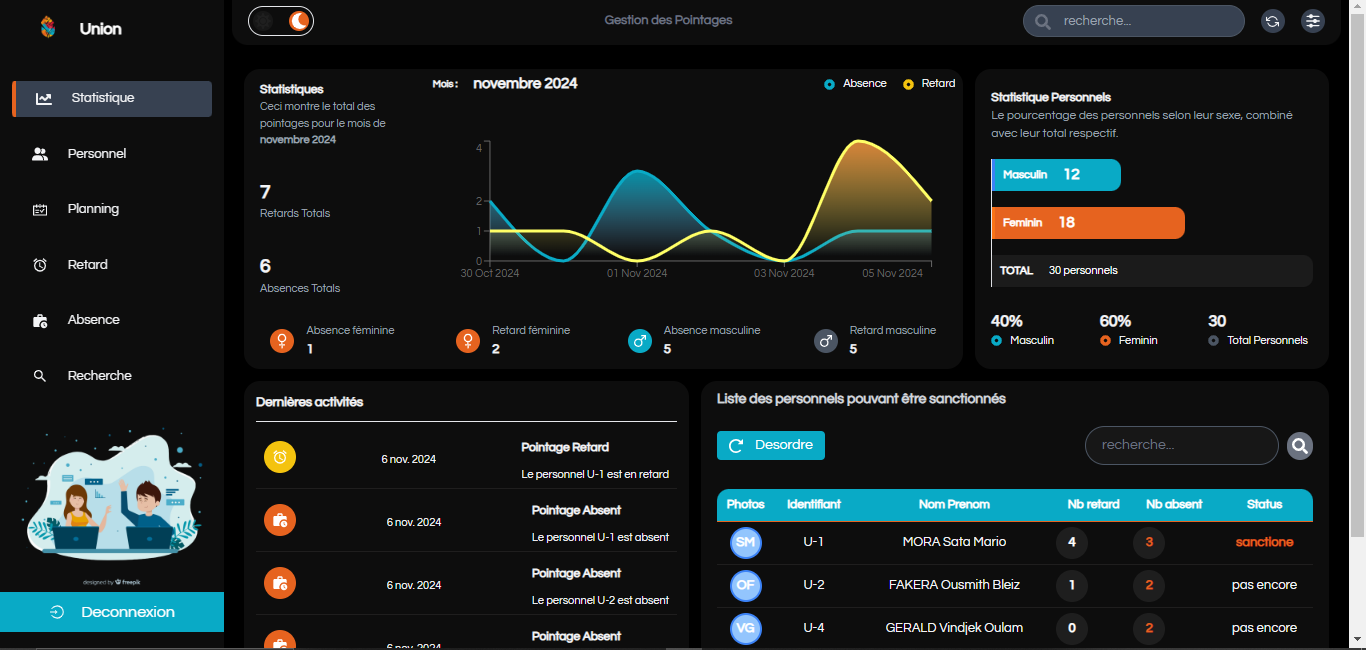 Union
Statistique
Personnel
Planning
Retard
Absence
Recherche
designed by freepik
Deconnexion
Gestion des Pointages
recherche...
Statistiques
Ceci montre le total des
pointages pour le mois de
novembre 2024
Mois : novembre 2024
Absence Retard
7
Retards Totals
6
Absences Totals
4
2
1
0
30 Oct 2024 01 Nov 2024 03 Nov 2024 05 Nov 2024
Absence féminine
1
Retard féminine
2
Absence masculine
5
Retard masculine
5
Statistique Personnels
Le pourcentage des personnels selon leur sexe, combiné
avec leur total respectif.
Masculin 12
Feminin 18
TOTAL 30 personnels
40% 60% 30
Masculin Feminin Total Personnels
Dernières activités
Pointage Retard
6 nov. 2024
Le personnel U-1 est en retard
Pointage Absent
6 nov. 2024
Le personnel U-1 est absent
Pointage Absent
6 nov. 2024
Le personnel U-2 est absent
Pointage Absent
6 nov. 2024
Liste des personnels pouvant être sanctionnés
Desordre
recherche...
Photos Identifiant Nom Prenom Nb retard Nb absent Status
SM U-1 MORA Sata Mario 4 3 sanctione
OF U-2 FAKERA Ousmith Bleiz 1 2 pas encore
VG U-4 GERALD Vindjek Oulam 0 2 pas encore